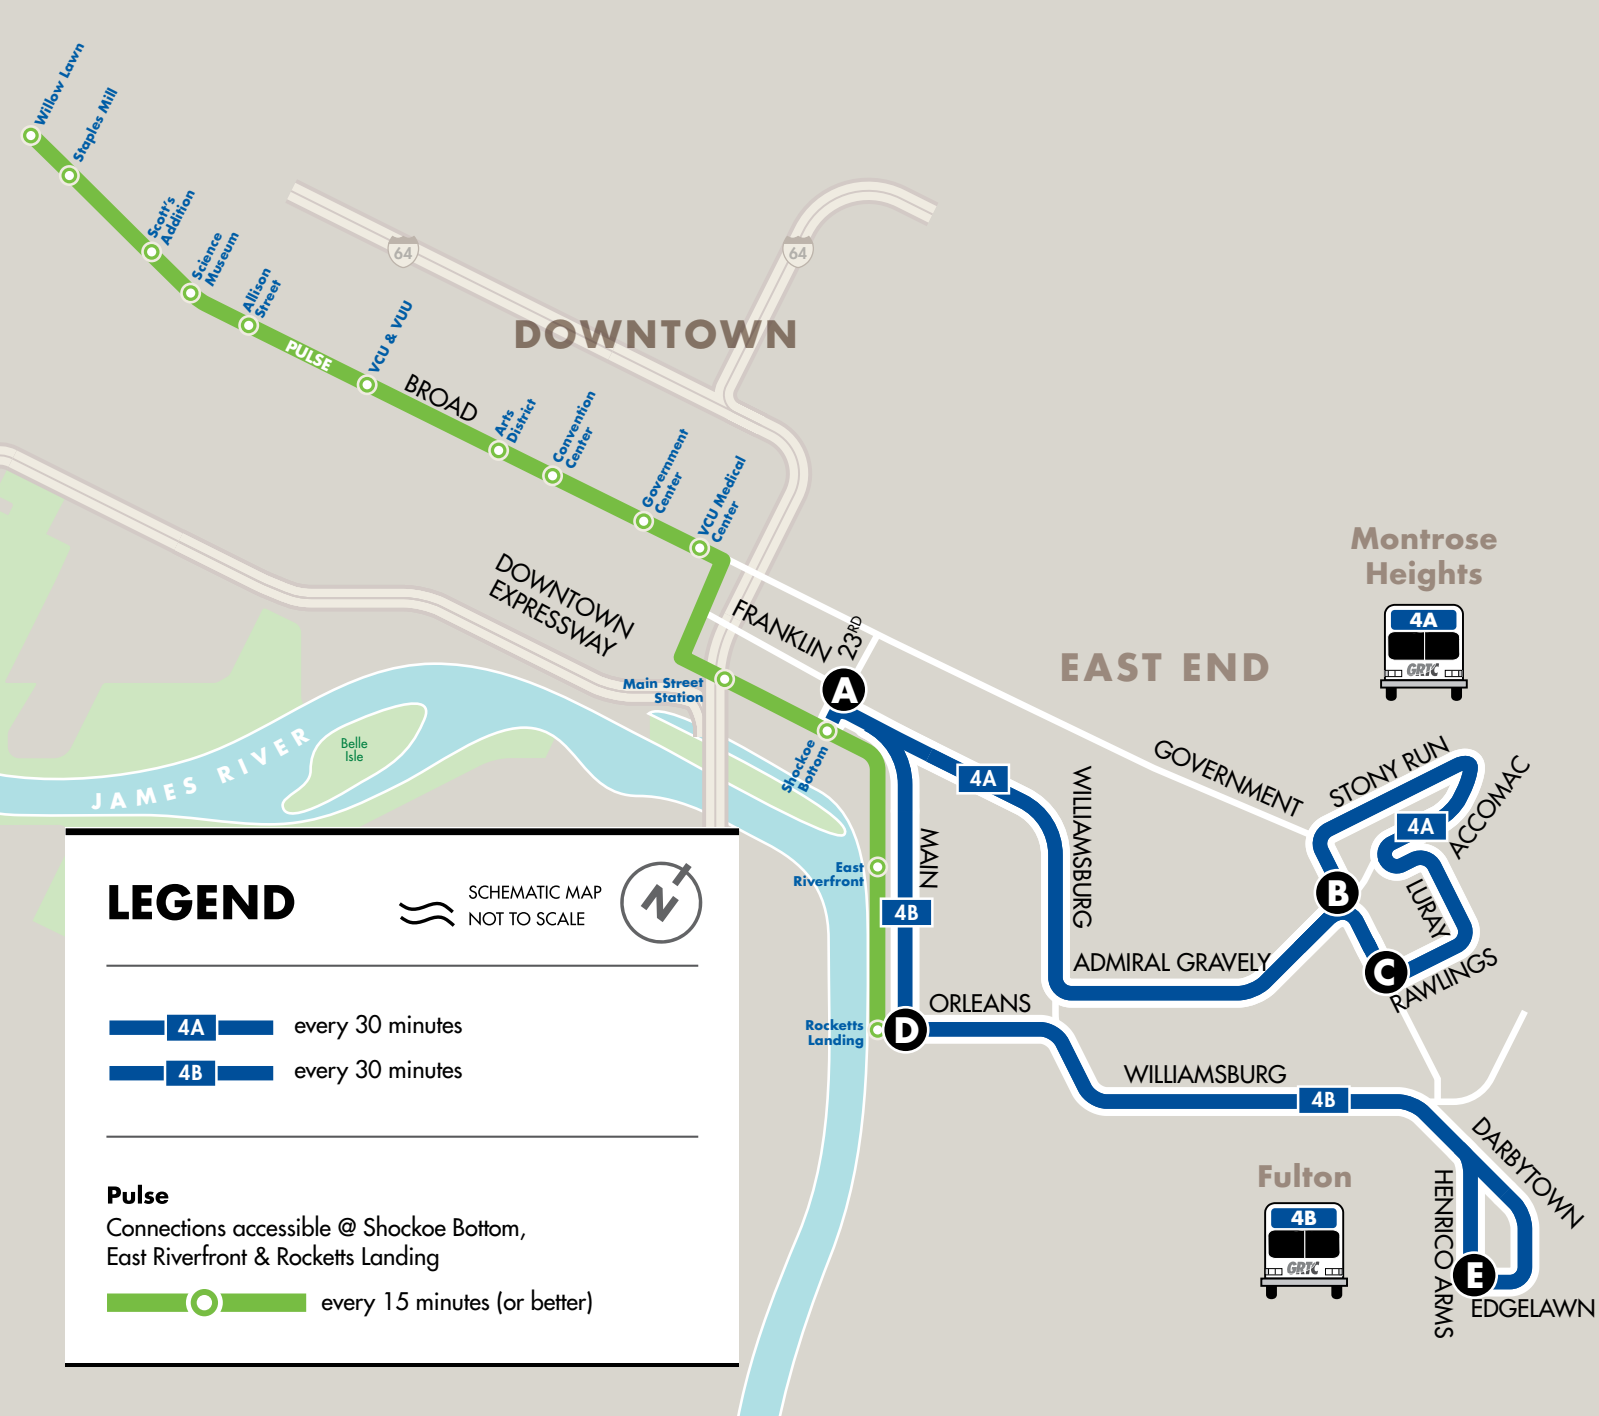 Willow Lawn
Staples Mill
Scott's
Addition
Science
Museum
Allison
Street
PULSE
VCU & VUU
BROAD
Arts
District
Convention
Center
Government
Center
VCU Medical
Center
64
64
DOWNTOWN
DOWNTOWN
EXPRESSWAY
FRANKLIN
23RD
A
Main Street
Station
Shockoe
Bottom
Belle
Isle
JAMES RIVER
EAST END
Montrose
Heights
4A
GRTC
GOVERNMENT
STONY RUN
ACCOMAC
4A
4A
WILLIAMSBURG
MAIN
East
Riverfront
4B
B
LURAY
C
RAWLINGS
ADMIRAL GRAVELY
ORLEANS
D
Rocketts
Landing
WILLIAMSBURG
4B
DARBYTOWN
HENRICO ARMS
E
EDGELAWN
Fulton
4B
GRTC
LEGEND
SCHEMATIC MAP
NOT TO SCALE
N
4A every 30 minutes
4B every 30 minutes
Pulse
Connections accessible @ Shockoe Bottom,
East Riverfront & Rocketts Landing
every 15 minutes (or better)